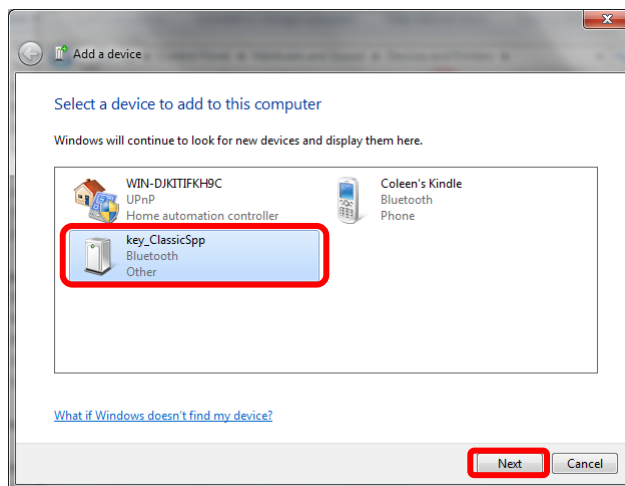 Add a device
Select a device to add to this computer
Windows will continue to look for new devices and display them here.
WIN-DJKITIFKH9C
UPnP
Home automation controller
Coleen's Kindle
Bluetooth
Phone
key_ClassicSpp
Bluetooth
Other
What if Windows doesn't find my device?
Next
Cancel